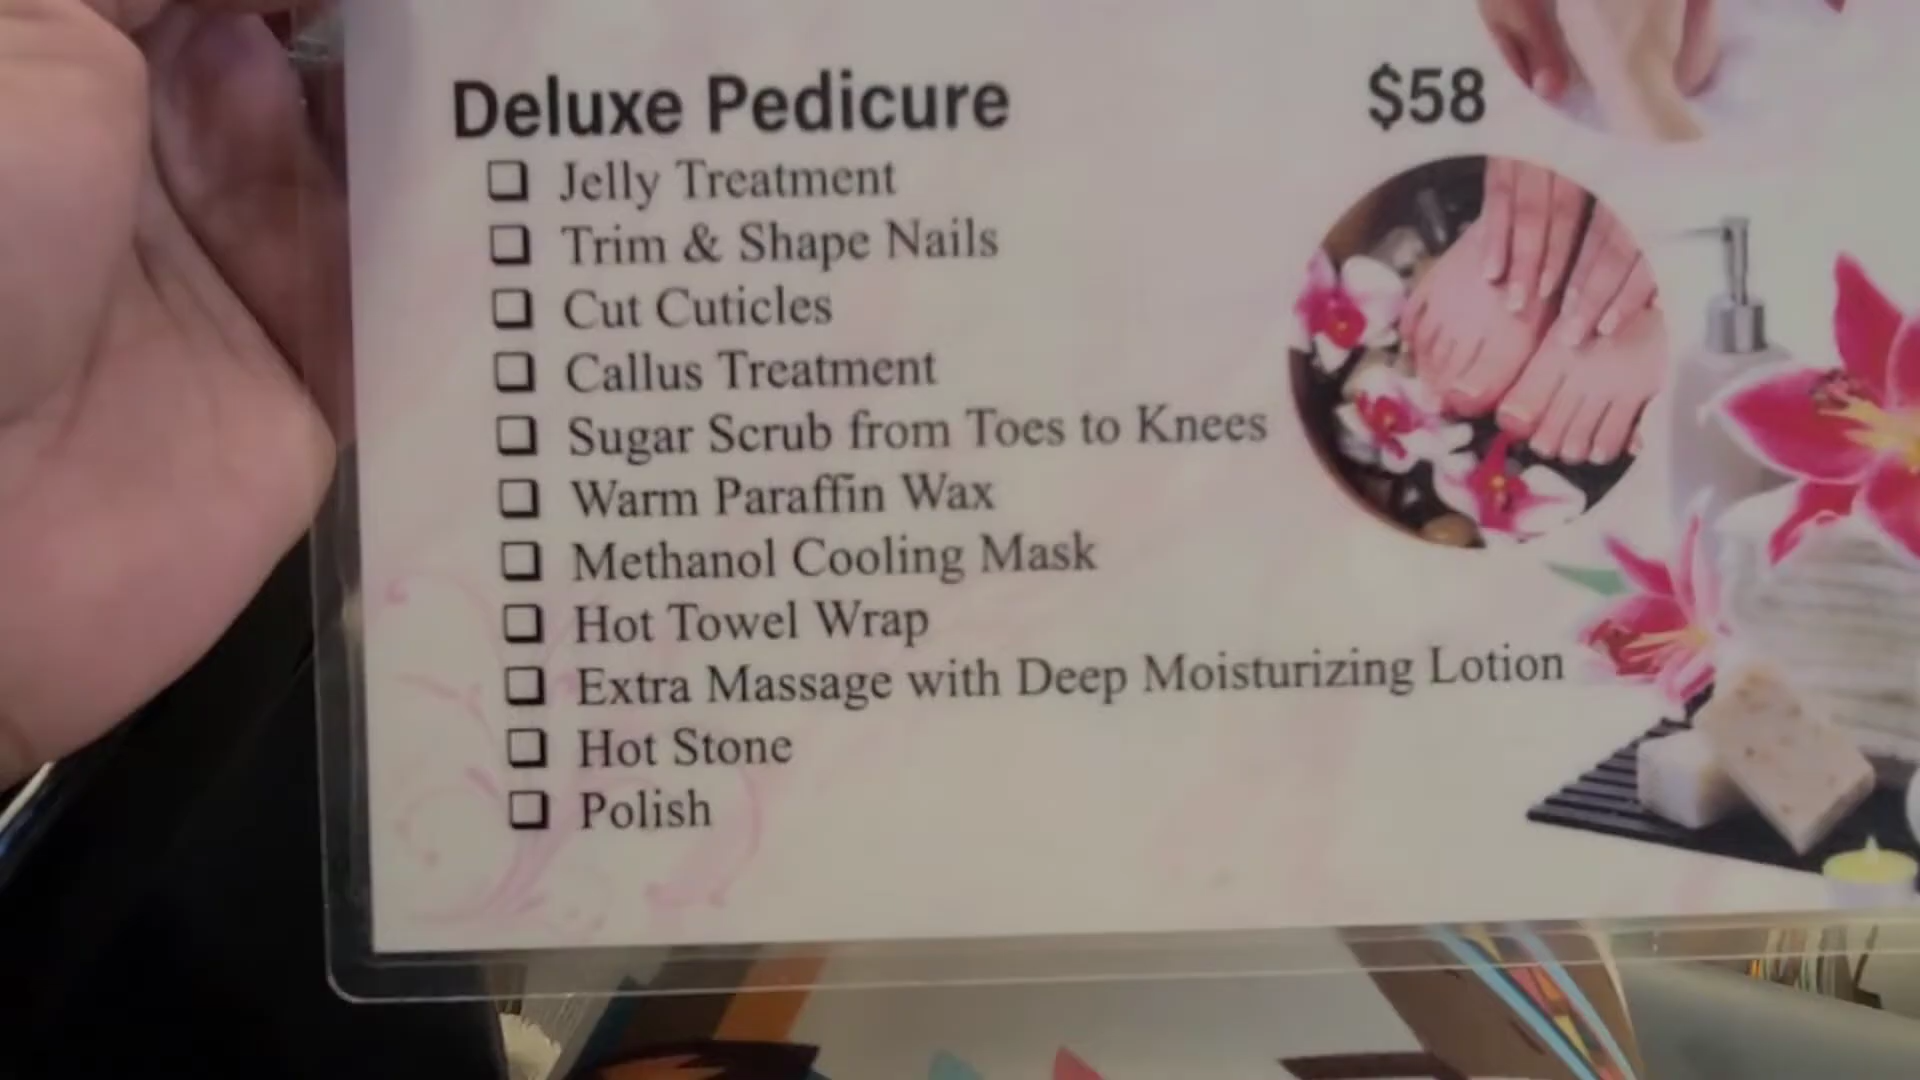 Deluxe Pedicure $58
❑ Jelly Treatment
❑ Trim & Shape Nails
❑ Cut Cuticles
❑ Callus Treatment
❑ Sugar Scrub from Toes to Knees
❑ Warm Paraffin Wax
❑ Methanol Cooling Mask
❑ Hot Towel Wrap
❑ Extra Massage with Deep Moisturizing Lotion
❑ Hot Stone
❑ Polish